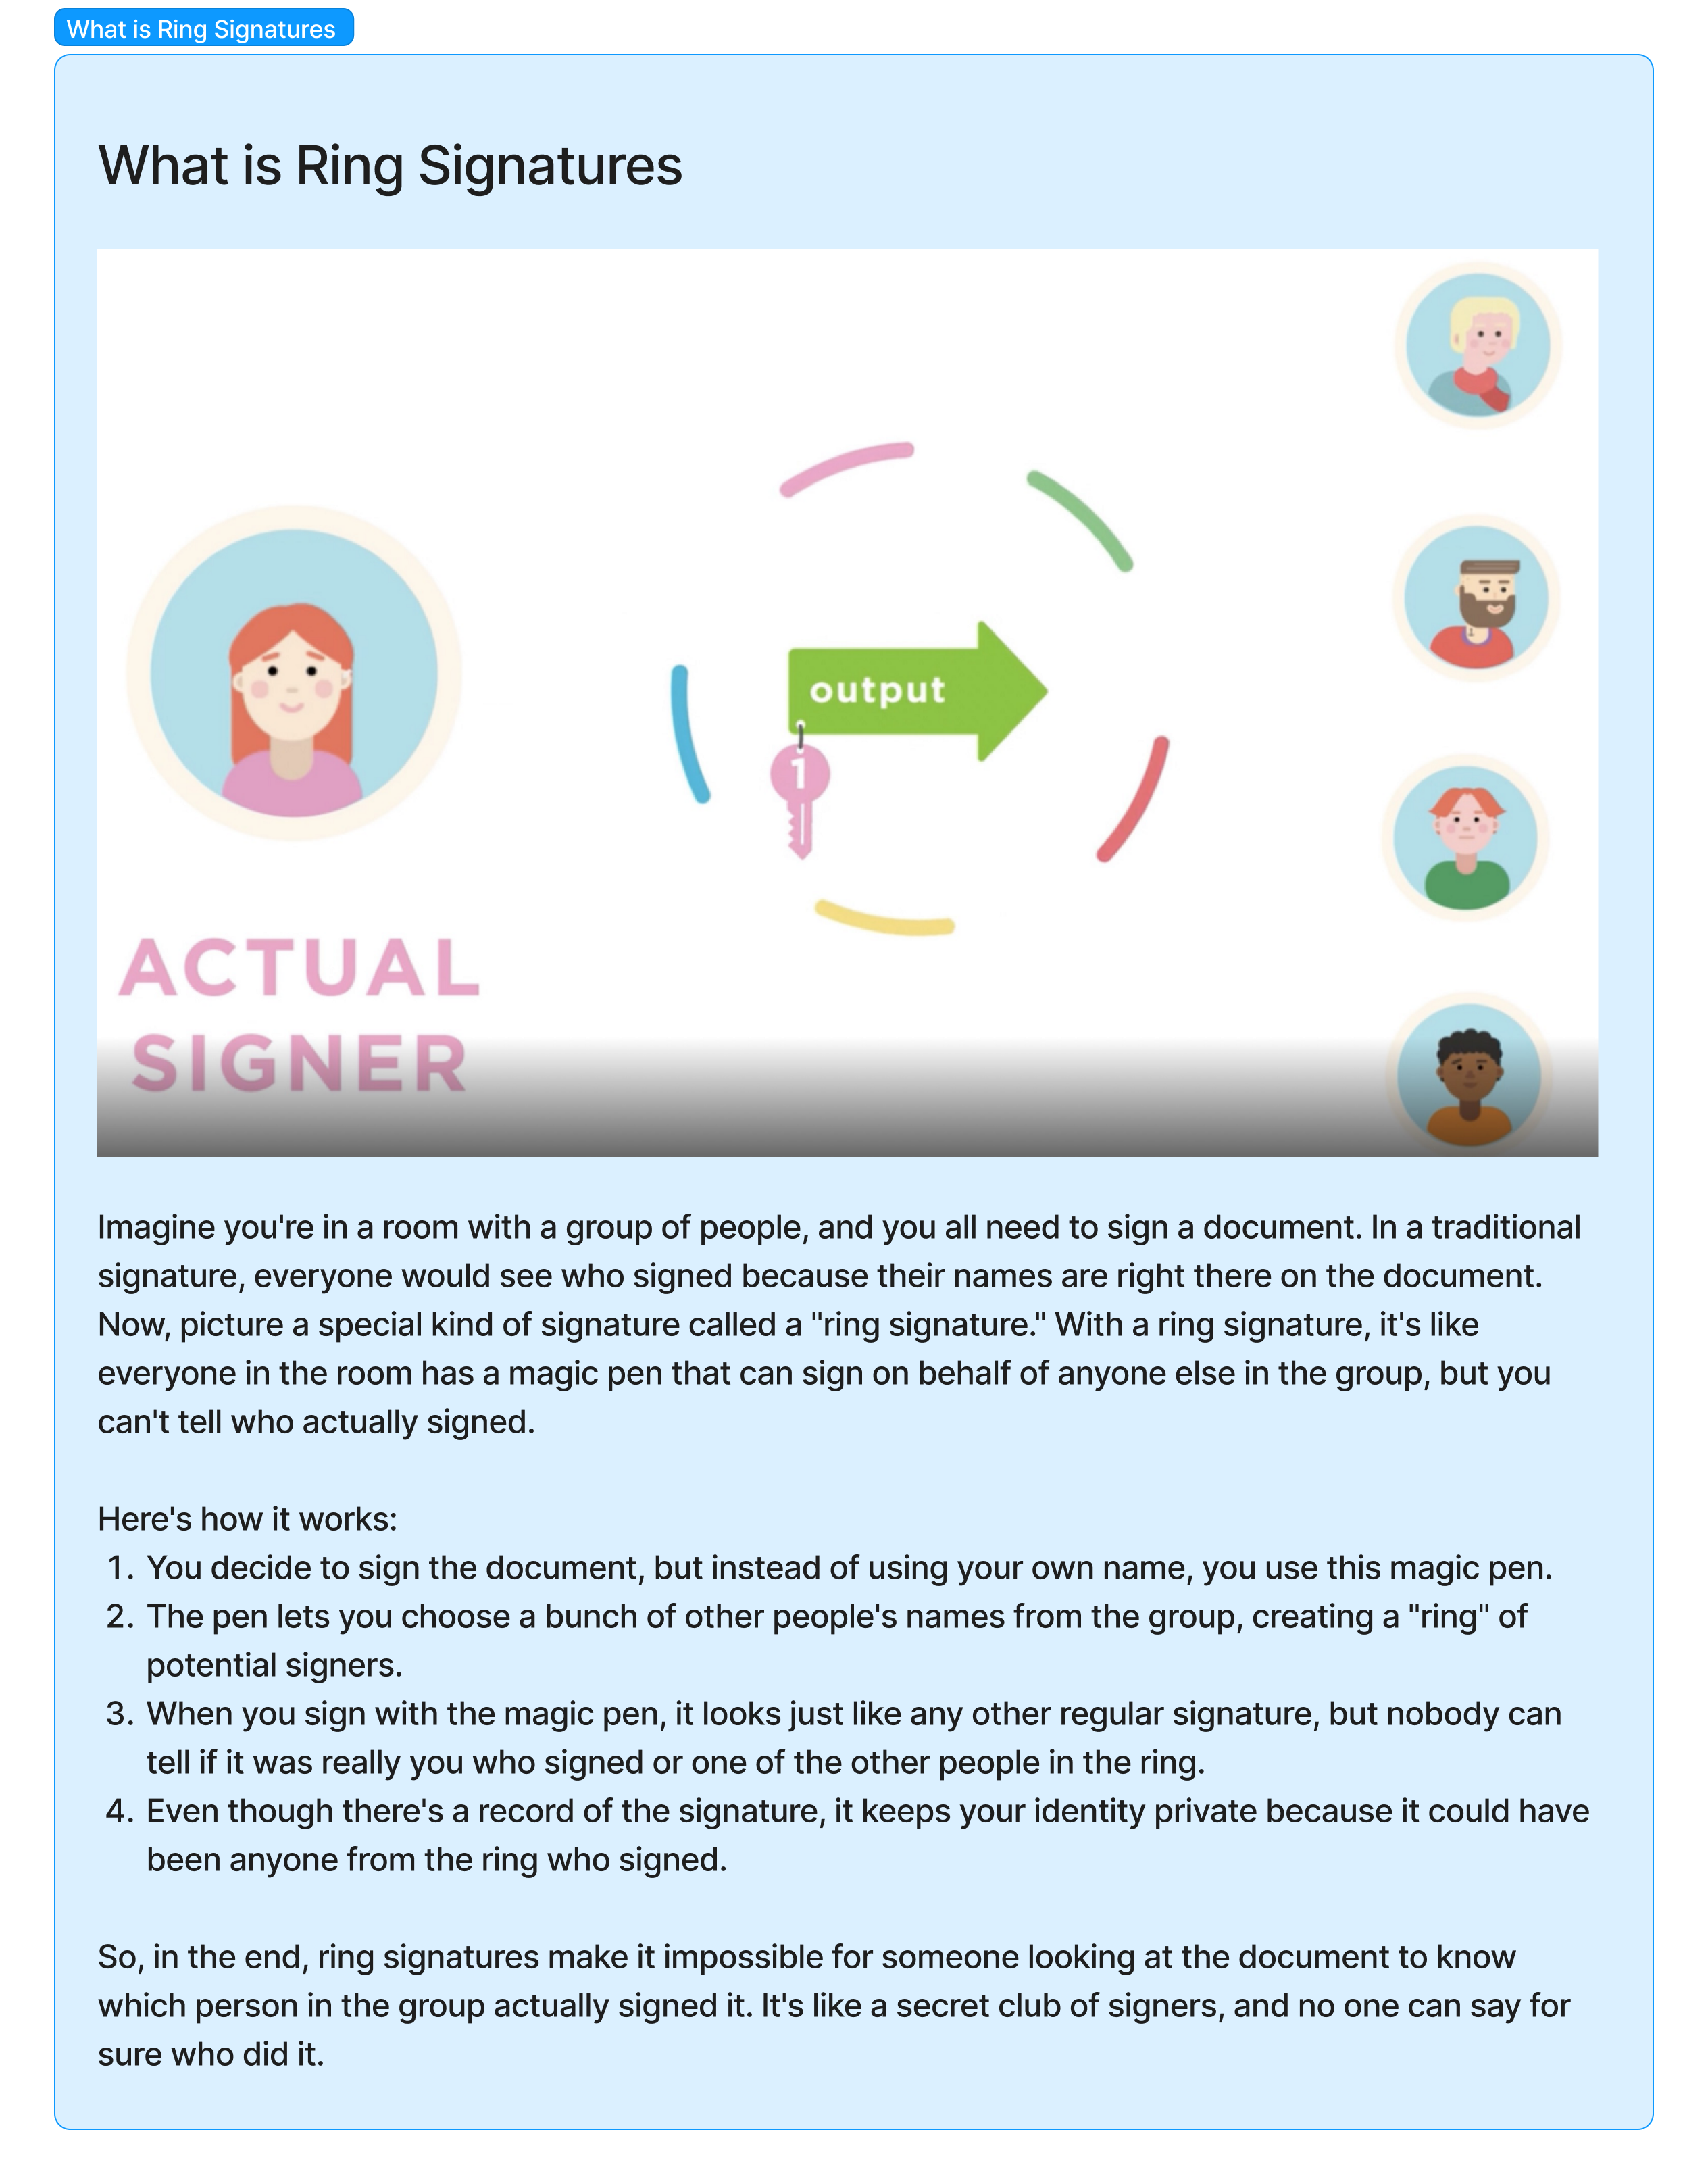 What is Ring Signatures
What is Ring Signatures
output
1
ACTUAL
SIGNER
Imagine you're in a room with a group of people, and you all need to sign a document. In a traditional
signature, everyone would see who signed because their names are right there on the document.
Now, picture a special kind of signature called a "ring signature." With a ring signature, it's like
everyone in the room has a magic pen that can sign on behalf of anyone else in the group, but you
can't tell who actually signed.
Here's how it works:
1. You decide to sign the document, but instead of using your own name, you use this magic pen.
2. The pen lets you choose a bunch of other people's names from the group, creating a "ring" of
potential signers.
3. When you sign with the magic pen, it looks just like any other regular signature, but nobody can
tell if it was really you who signed or one of the other people in the ring.
4. Even though there's a record of the signature, it keeps your identity private because it could have
been anyone from the ring who signed.
So, in the end, ring signatures make it impossible for someone looking at the document to know
which person in the group actually signed it. It's like a secret club of signers, and no one can say for
sure who did it.